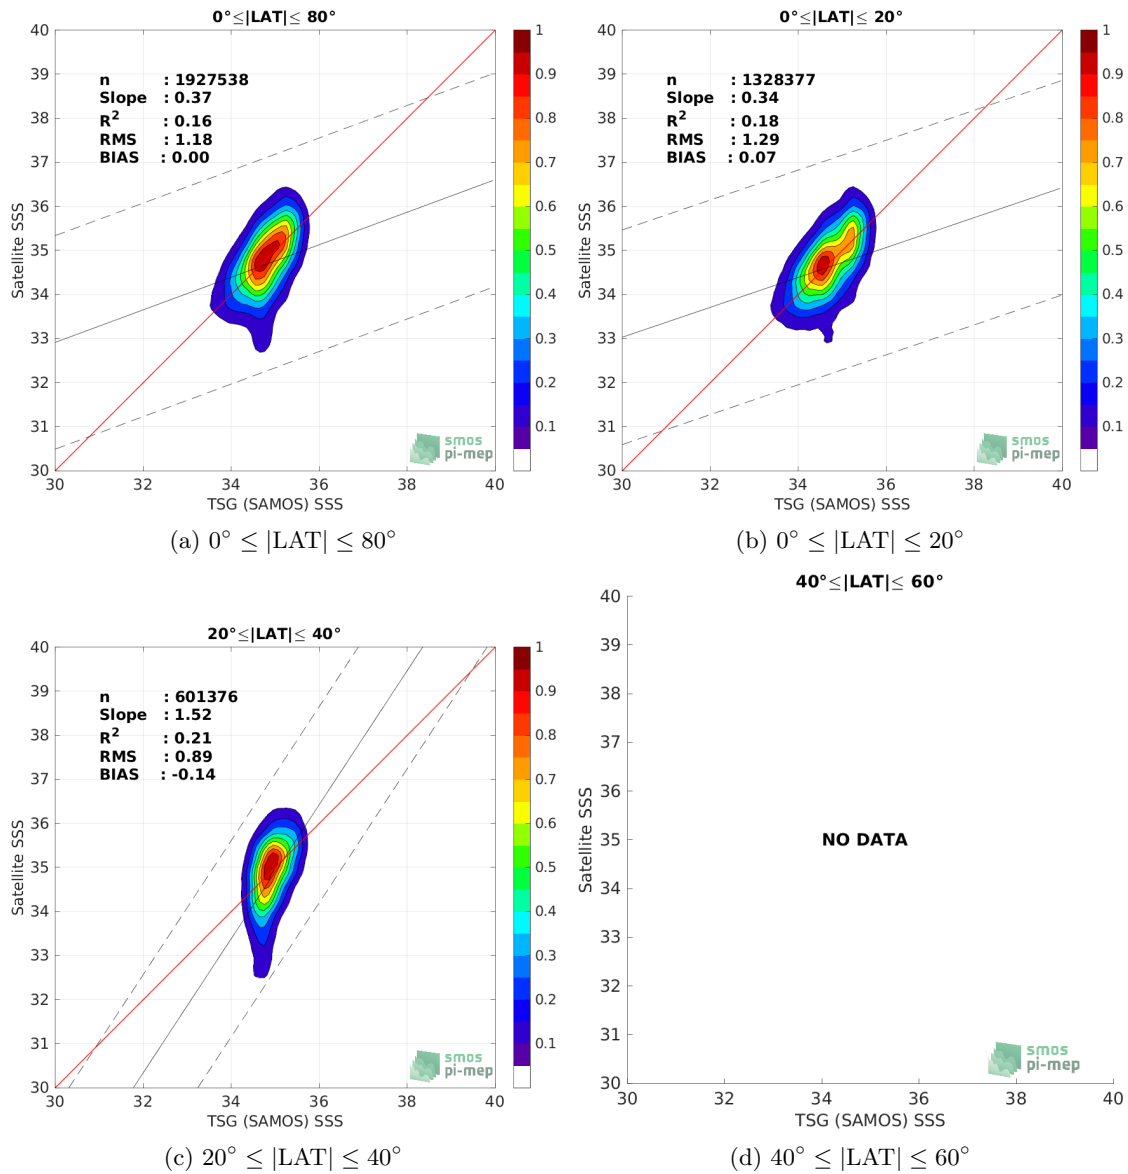 0°≤|LAT|≤ 80°
40
39
38
37
36
35
34
33
32
31
30
Satellite SSS
n : 1927538
Slope : 0.37
R² : 0.16
RMS : 1.18
BIAS : 0.00
smos
pi-mep
30 32 34 36 38 40
TSG (SAMOS) SSS
1
0.9
0.8
0.7
0.6
0.5
0.4
0.3
0.2
0.1
(a) 0° ≤ |LAT| ≤ 80°
0°≤|LAT|≤ 20°
40
39
38
37
36
35
34
33
32
31
30
Satellite SSS
n : 1328377
Slope : 0.34
R² : 0.18
RMS : 1.29
BIAS : 0.07
smos
pi-mep
30 32 34 36 38 40
TSG (SAMOS) SSS
1
0.9
0.8
0.7
0.6
0.5
0.4
0.3
0.2
0.1
(b) 0° ≤ |LAT| ≤ 20°
20°≤|LAT|≤ 40°
40
39
38
37
36
35
34
33
32
31
30
Satellite SSS
n : 601376
Slope : 1.52
R² : 0.21
RMS : 0.89
BIAS : -0.14
smos
pi-mep
30 32 34 36 38 40
TSG (SAMOS) SSS
1
0.9
0.8
0.7
0.6
0.5
0.4
0.3
0.2
0.1
(c) 20° ≤ |LAT| ≤ 40°
40°≤|LAT|≤ 60°
40
39
38
37
36
35
34
33
32
31
30
Satellite SSS
NO DATA
smos
pi-mep
30 32 34 36 38 40
TSG (SAMOS) SSS
(d) 40° ≤ |LAT| ≤ 60°